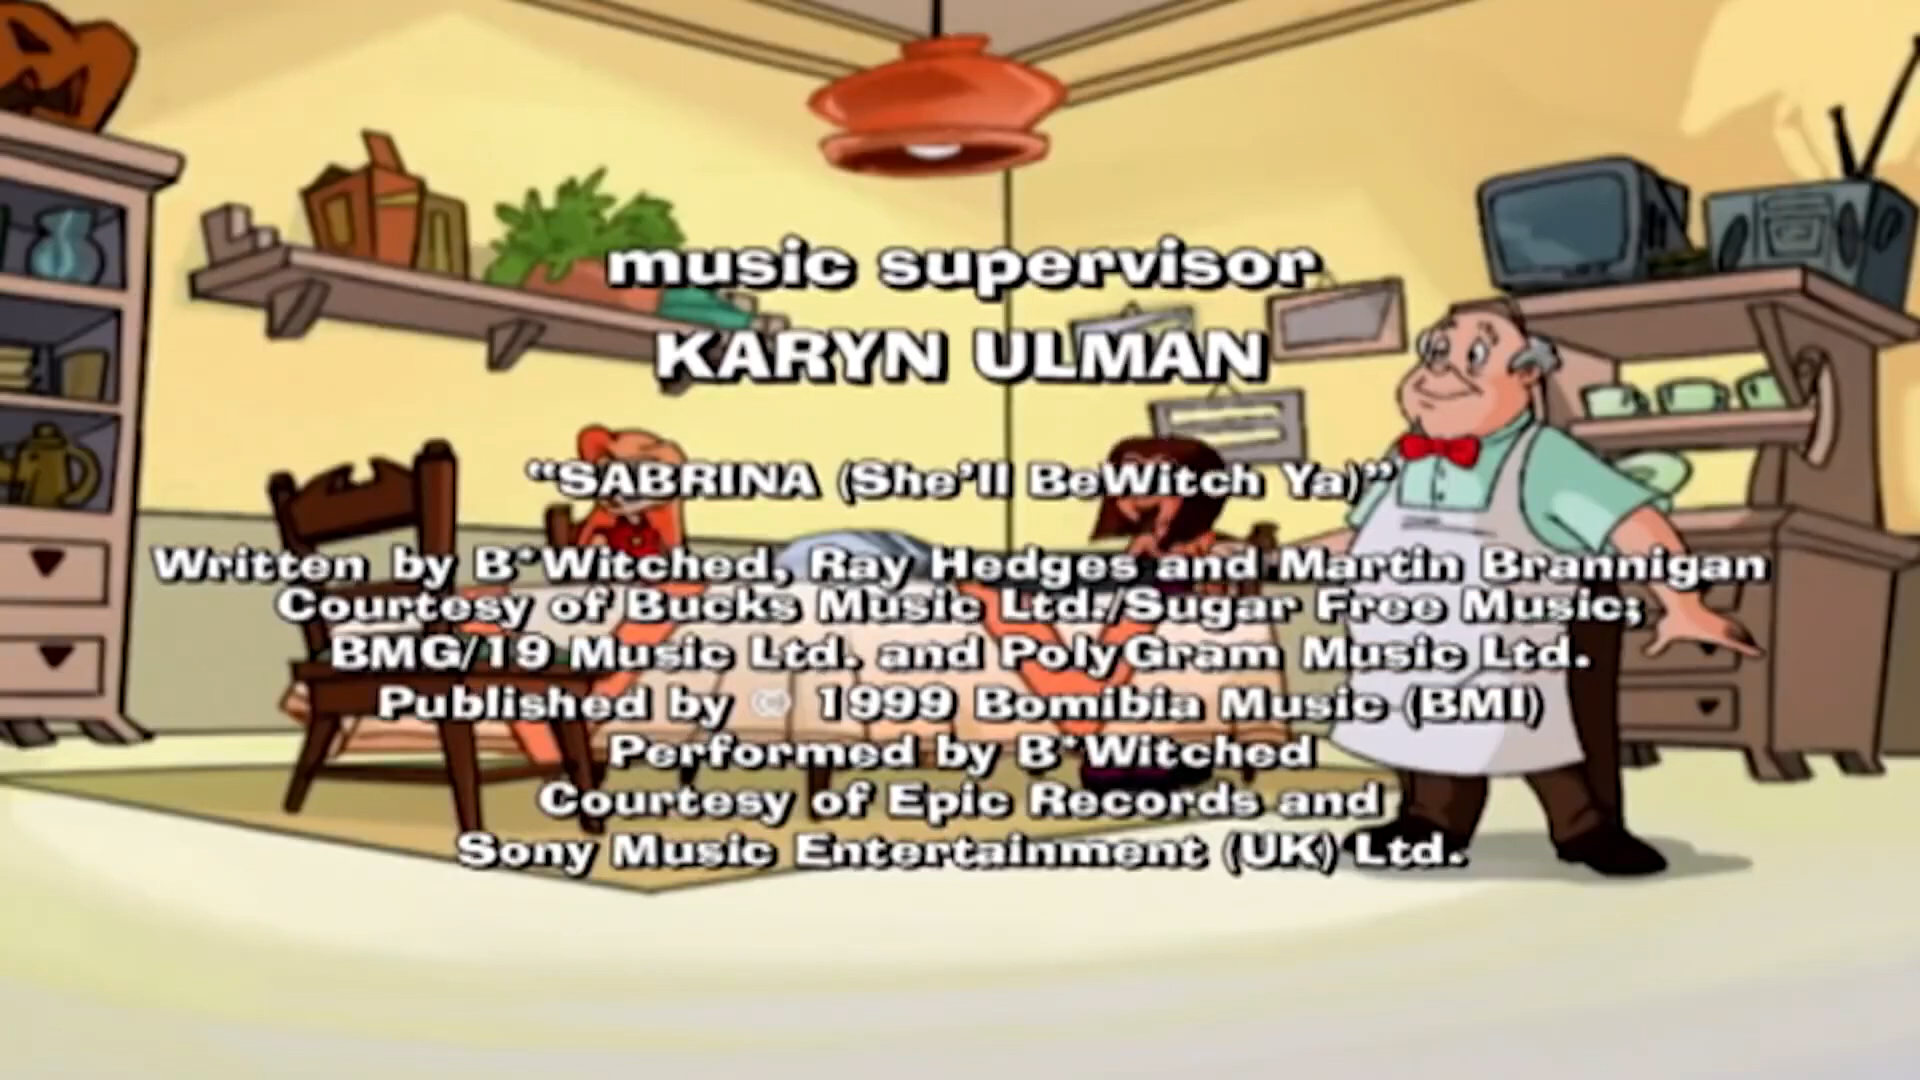 music supervisor
KARYN ULMAN
“SABRINA (She’ll BeWitch Ya)”
Written by B*Witched, Ray Hedges and Martin Brannigan
Courtesy of Bucks Music Ltd./Sugar Free Music;
BMG/19 Music Ltd. and PolyGram Music Ltd.
Published by © 1999 Bomibia Music (BMI)
Performed by B*Witched
Courtesy of Epic Records and
Sony Music Entertainment (UK) Ltd.